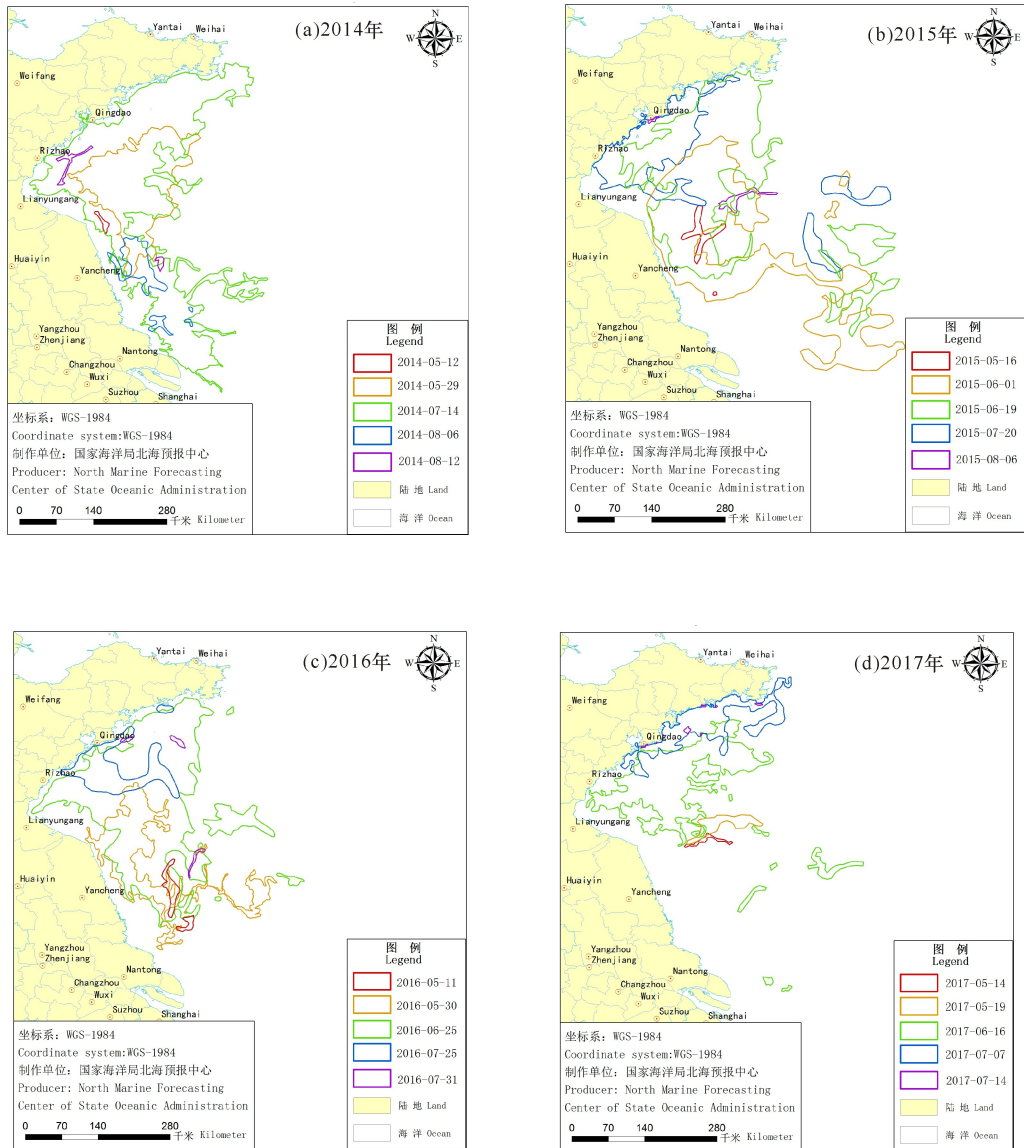 (a)2014年
N
W
E
S
Yantai
Weihai
Weifang
Qingdao
Rizhao
Lianyungang
Huaiyin
Yancheng
Yangzhou
Zhenjiang
Nantong
Changzhou
Wuxi
Suzhou
Shanghai
图 例
Legend
2014-05-12
2014-05-29
2014-07-14
2014-08-06
2014-08-12
陆 地 Land
海 洋 Ocean
坐标系：WGS-1984
Coordinate system:WGS-1984
制作单位：国家海洋局北海预报中心
Producer: North Marine Forecasting
Center of State Oceanic Administration
0 70 140 280
千米 Kilometer
(b)2015年
N
W
E
S
Yantai
Weihai
Weifang
Qingdao
Rizhao
Lianyungang
Huaiyin
Yancheng
Yangzhou
Zhenjiang
Nantong
Changzhou
Wuxi
Suzhou
Shanghai
图 例
Legend
2015-05-16
2015-06-01
2015-06-19
2015-07-20
2015-08-06
陆 地 Land
海 洋 Ocean
坐标系：WGS-1984
Coordinate system:WGS-1984
制作单位：国家海洋局北海预报中心
Producer: North Marine Forecasting
Center of State Oceanic Administration
0 70 140 280
千米 Kilometer
(c)2016年
N
W
E
S
Yantai
Weihai
Weifang
Qingdao
Rizhao
Lianyungang
Huaiyin
Yancheng
Yangzhou
Zhenjiang
Nantong
Changzhou
Wuxi
Suzhou
Shanghai
图 例
Legend
2016-05-11
2016-05-30
2016-06-25
2016-07-25
2016-07-31
陆 地 Land
海 洋 Ocean
坐标系：WGS-1984
Coordinate system:WGS-1984
制作单位：国家海洋局北海预报中心
Producer: North Marine Forecasting
Center of State Oceanic Administration
0 70 140 280
千米 Kilometer
(d)2017年
N
W
E
S
Yantai
Weihai
Weifang
Qingdao
Rizhao
Lianyungang
Huaiyin
Yancheng
Yangzhou
Zhenjiang
Nantong
Changzhou
Wuxi
Suzhou
Shanghai
图 例
Legend
2017-05-14
2017-05-19
2017-06-16
2017-07-07
2017-07-14
陆 地 Land
海 洋 Ocean
坐标系：WGS-1984
Coordinate system:WGS-1984
制作单位：国家海洋局北海预报中心
Producer: North Marine Forecasting
Center of State Oceanic Administration
0 70 140 280
千米 Kilometer